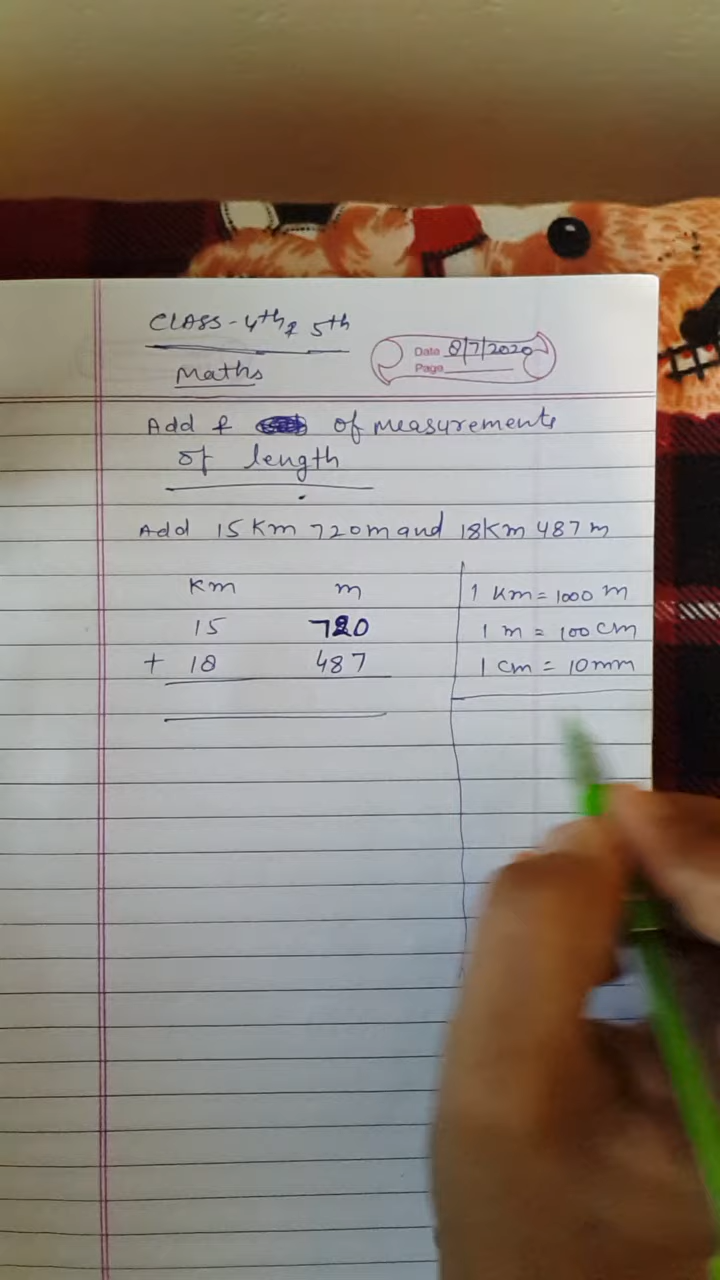 CLASS - 4th & 5th
Maths
Date 8/7/2020
Page
Add & of measurements
of length
Add 15 Km 720 m and 18 Km 487 m
Km m
15 720
+ 18 487
1 Km = 1000 m
1 m = 100 cm
1 cm = 10 mm